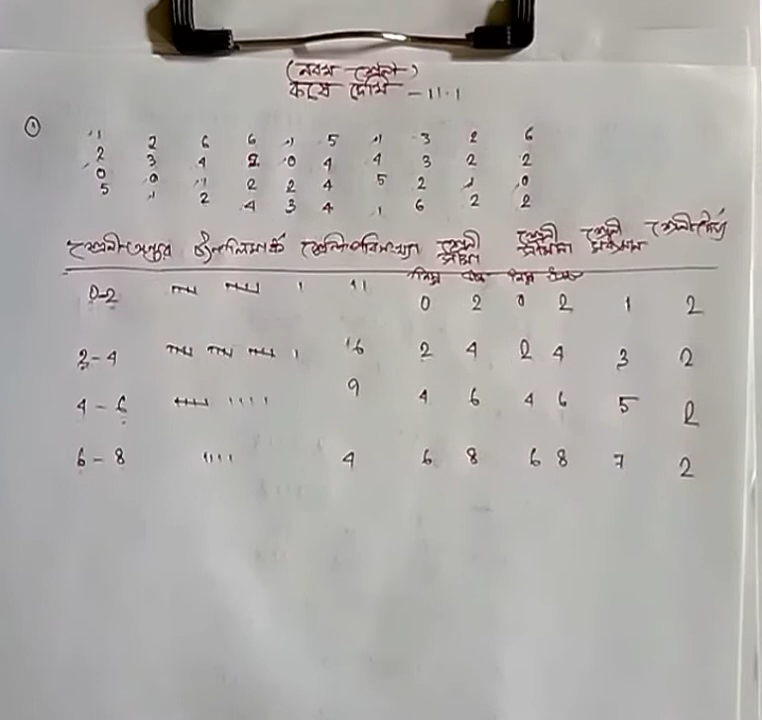 (নবম শ্রেণী)
কষে দেখি - 11.1
1 2 6 6 1 5 1 3 2 6
2 3 4 2 0 4 4 3 2 2
0 0 1 2 2 4 5 2 1 0
5 1 2 4 3 4 1 6 2 2
শ্রেণী-অন্তর ট্যালিমার্ক শ্রেণি পরিসংখ্যা শ্রেণী সীমা শ্রেণী সীমানা শ্রেণী মধ্যমান শ্রেণী দৈর্ঘ্য
নিম্ন উচ্চ নিম্ন উচ্চ
0-2 11 0 2 0 2 1 2
2-4 16 2 4 2 4 3 2
4-6 9 4 6 4 6 5 2
6-8 4 6 8 6 8 7 2